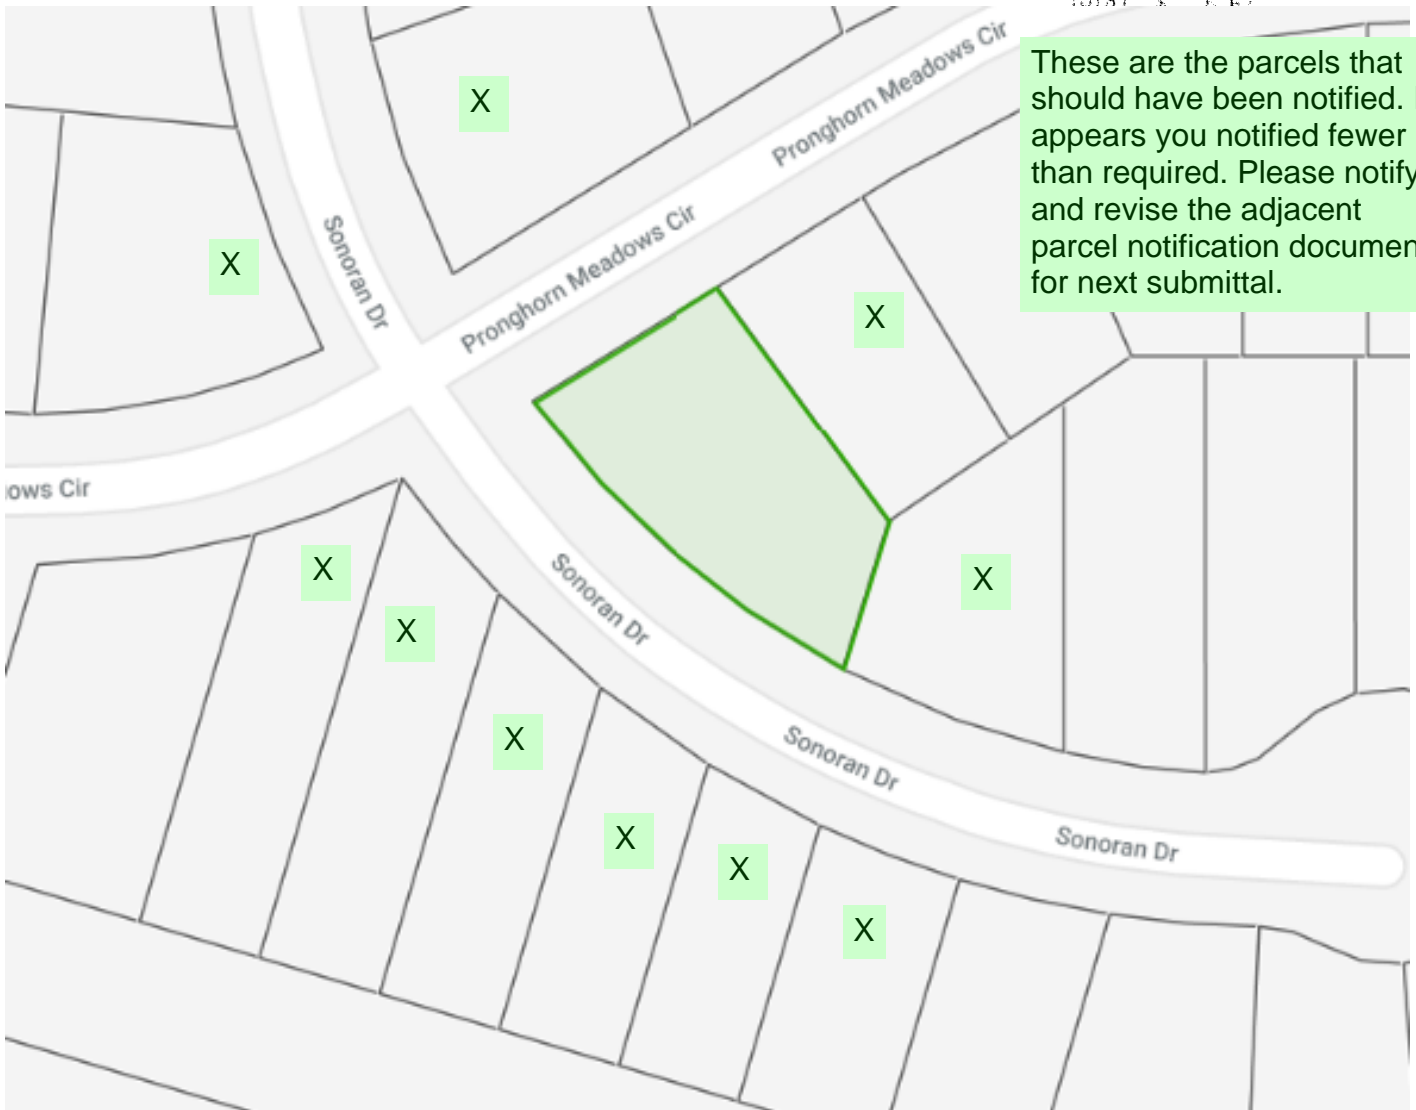 Pronghorn Meadows Cir
These are the parcels that
should have been notified.
appears you notified fewer
than required. Please notify
and revise the adjacent
parcel notification documen
for next submittal.
X
Sonoran Dr
Pronghorn Meadows Cir
X
X
ows Cir
X
X
X
Sonoran Dr
X
X
X
X
Sonoran Dr
Sonoran Dr